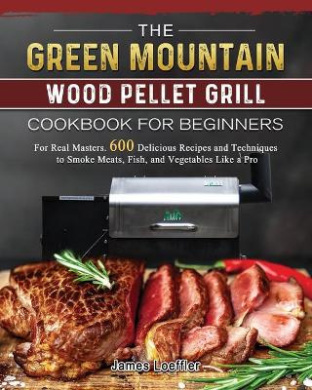 THE
GREEN MOUNTAIN
WOOD PELLET GRILL
COOKBOOK FOR BEGINNERS
For Real Masters. 600 Delicious Recipes and Techniques
to Smoke Meats, Fish, and Vegetables Like a Pro
GMG
James Loeffler